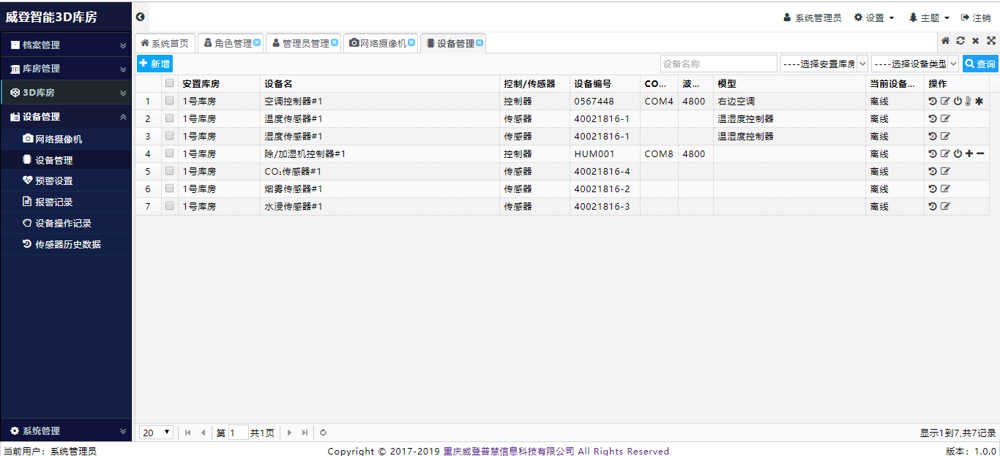 威登智能3D库房
系统管理员 设置 主题 注销
档案管理
库房管理
3D库房
设备管理
网络摄像机
设备管理
预警设置
报警记录
设备操作记录
传感器历史数据
系统管理
系统首页 角色管理 管理员管理 网络摄像机 设备管理
新增 设备名称 ----选择安置库房 ----选择设备类型 查询
安置库房 设备名 控制/传感器 设备编号 CO... 波... 模型 当前设备... 操作
1 1号库房 空调控制器#1 控制器 0567448 COM4 4800 右边空调 离线
2 1号库房 温度传感器#1 传感器 40021816-1 温湿度控制器 离线
3 1号库房 湿度传感器#1 传感器 40021816-1 温湿度控制器 离线
4 1号库房 除/加湿机控制器#1 控制器 HUM001 COM8 4800 离线
5 1号库房 CO₂传感器#1 传感器 40021816-4 离线
6 1号库房 烟雾传感器#1 传感器 40021816-2 离线
7 1号库房 水浸传感器#1 传感器 40021816-3 离线
20 第 1 共1页 显示1到7,共7记录
当前用户：系统管理员 Copyright © 2017-2019 重庆威登普慧信息科技有限公司 All Rights Reserved 版本：1.0.0